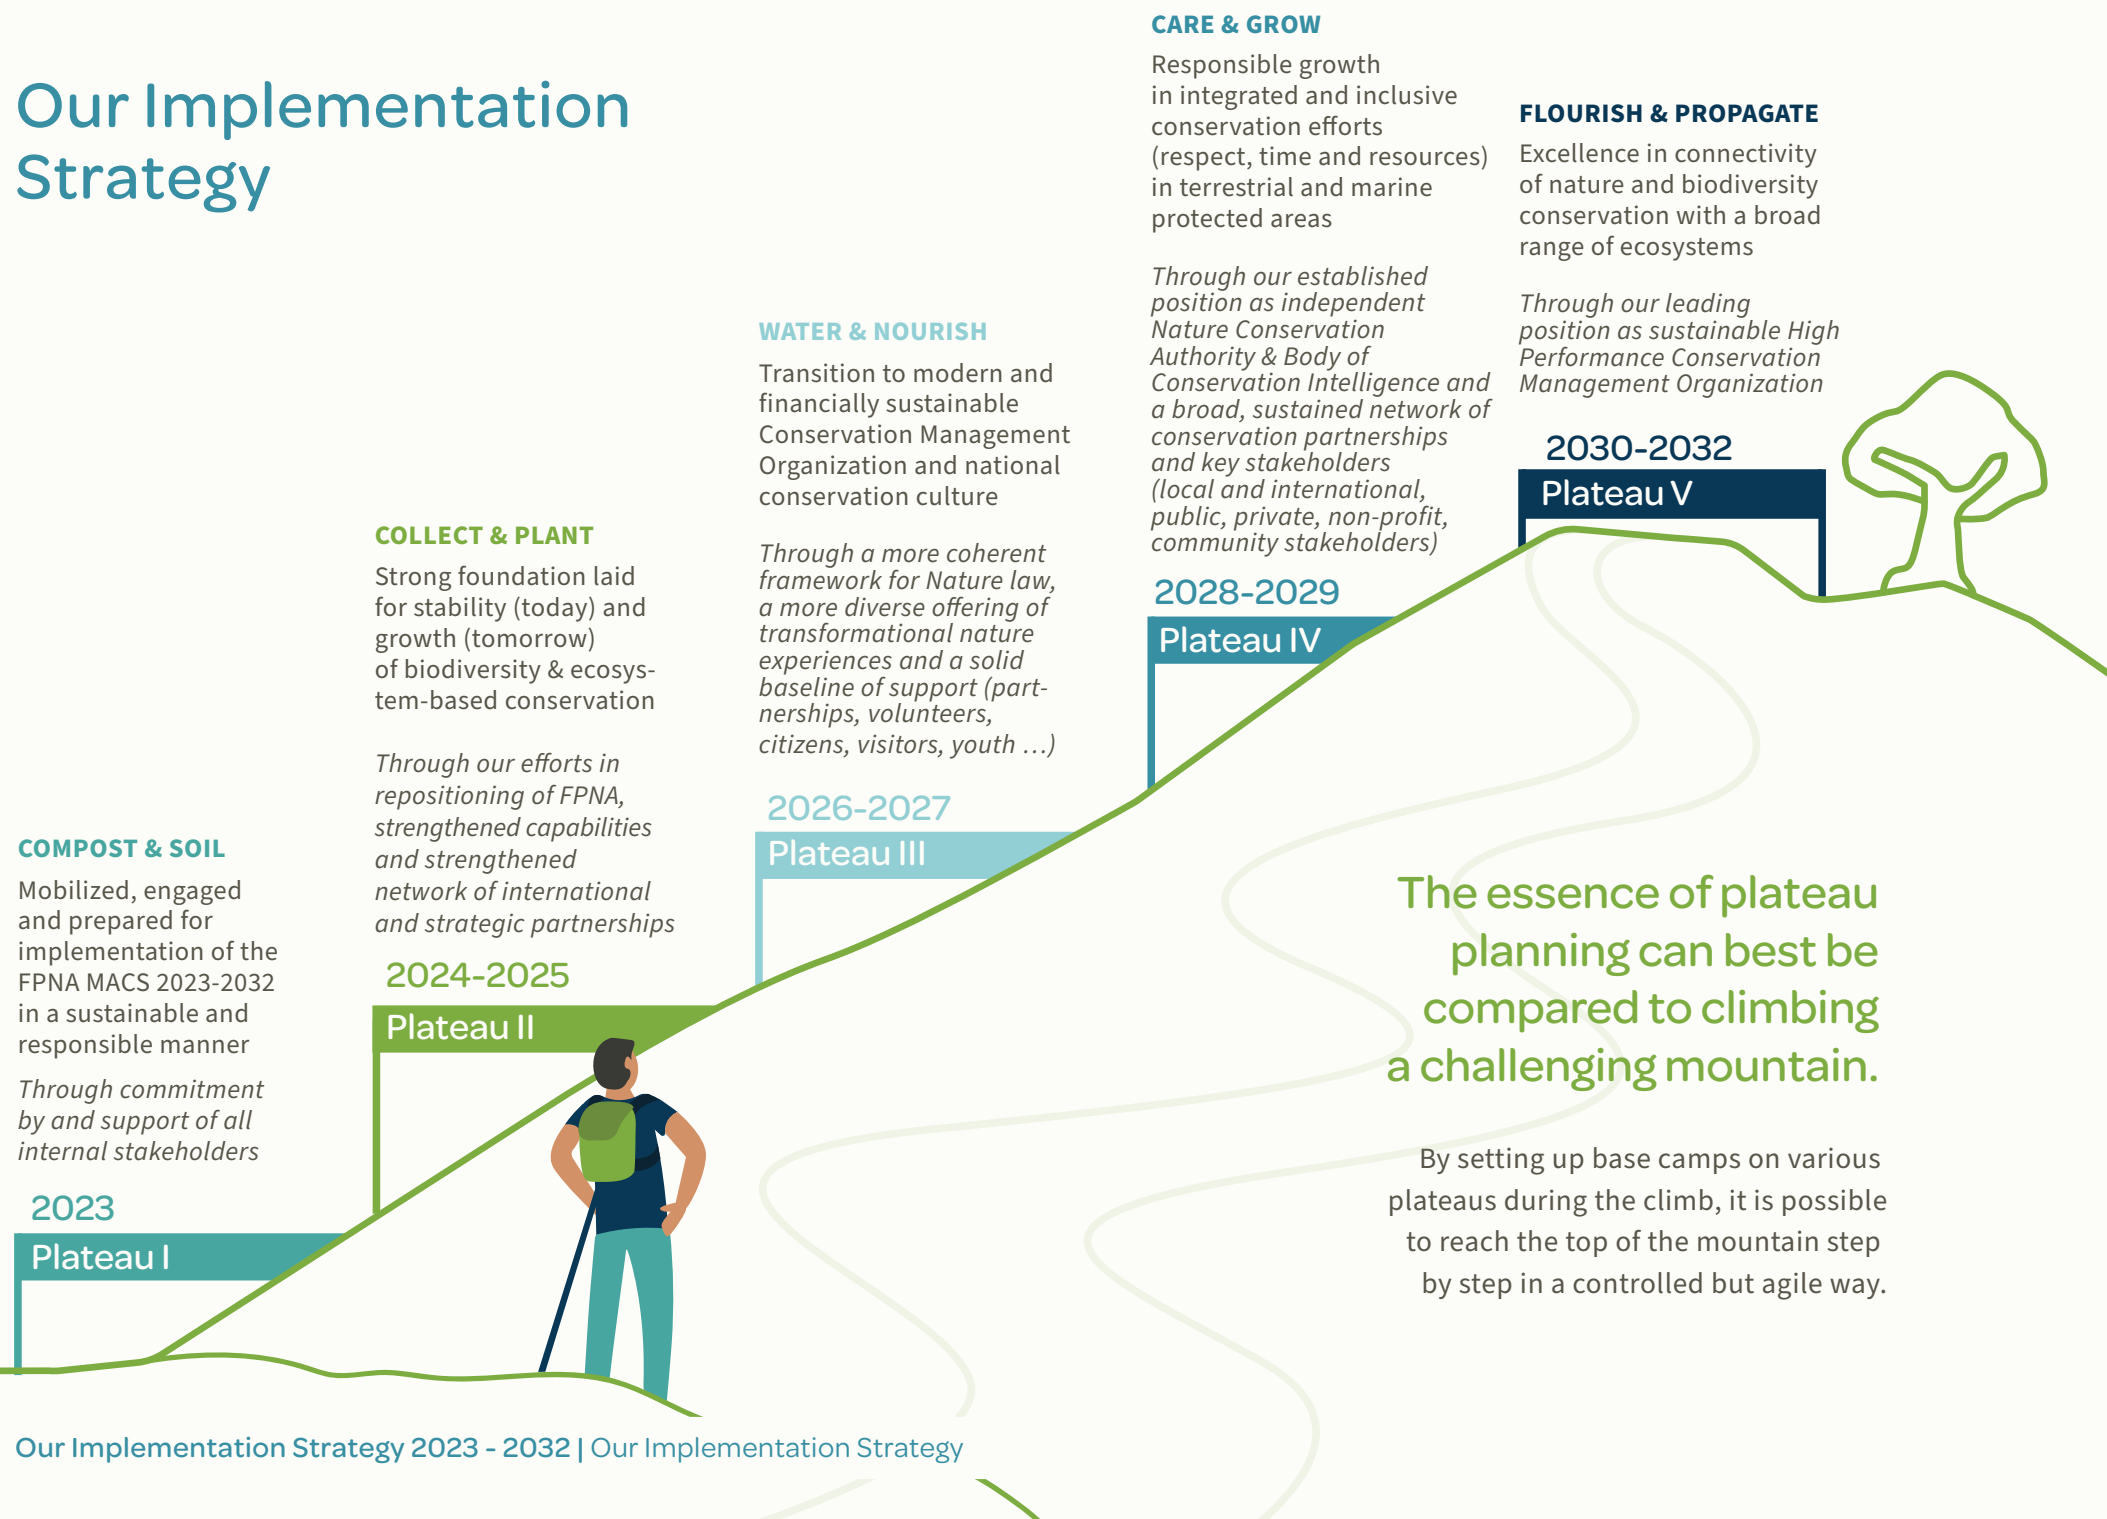 Our Implementation
Strategy
COMPOST & SOIL
Mobilized, engaged
and prepared for
implementation of the
FPNA MACS 2023-2032
in a sustainable and
responsible manner
Through commitment
by and support of all
internal stakeholders
2023
Plateau I
COLLECT & PLANT
Strong foundation laid
for stability (today) and
growth (tomorrow)
of biodiversity & ecosys-
tem-based conservation
Through our efforts in
repositioning of FPNA,
strengthened capabilities
and strengthened
network of international
and strategic partnerships
2024-2025
Plateau II
WATER & NOURISH
Transition to modern and
financially sustainable
Conservation Management
Organization and national
conservation culture
Through a more coherent
framework for Nature law,
a more diverse offering of
transformational nature
experiences and a solid
baseline of support (part-
nerships, volunteers,
citizens, visitors, youth …)
2026-2027
Plateau III
CARE & GROW
Responsible growth
in integrated and inclusive
conservation efforts
(respect, time and resources)
in terrestrial and marine
protected areas
Through our established
position as independent
Nature Conservation
Authority & Body of
Conservation Intelligence and
a broad, sustained network of
conservation partnerships
and key stakeholders
(local and international,
public, private, non-profit,
community stakeholders)
2028-2029
Plateau IV
FLOURISH & PROPAGATE
Excellence in connectivity
of nature and biodiversity
conservation with a broad
range of ecosystems
Through our leading
position as sustainable High
Performance Conservation
Management Organization
2030-2032
Plateau V
The essence of plateau
planning can best be
compared to climbing
a challenging mountain.
By setting up base camps on various
plateaus during the climb, it is possible
to reach the top of the mountain step
by step in a controlled but agile way.
Our Implementation Strategy 2023 - 2032 | Our Implementation Strategy